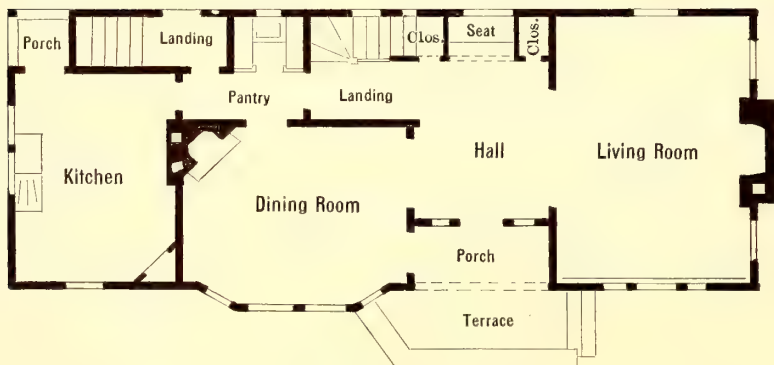 Porch
Landing
Clos.
Seat
Clos.
Pantry
Landing
Kitchen
Dining Room
Hall
Living Room
Porch
Terrace